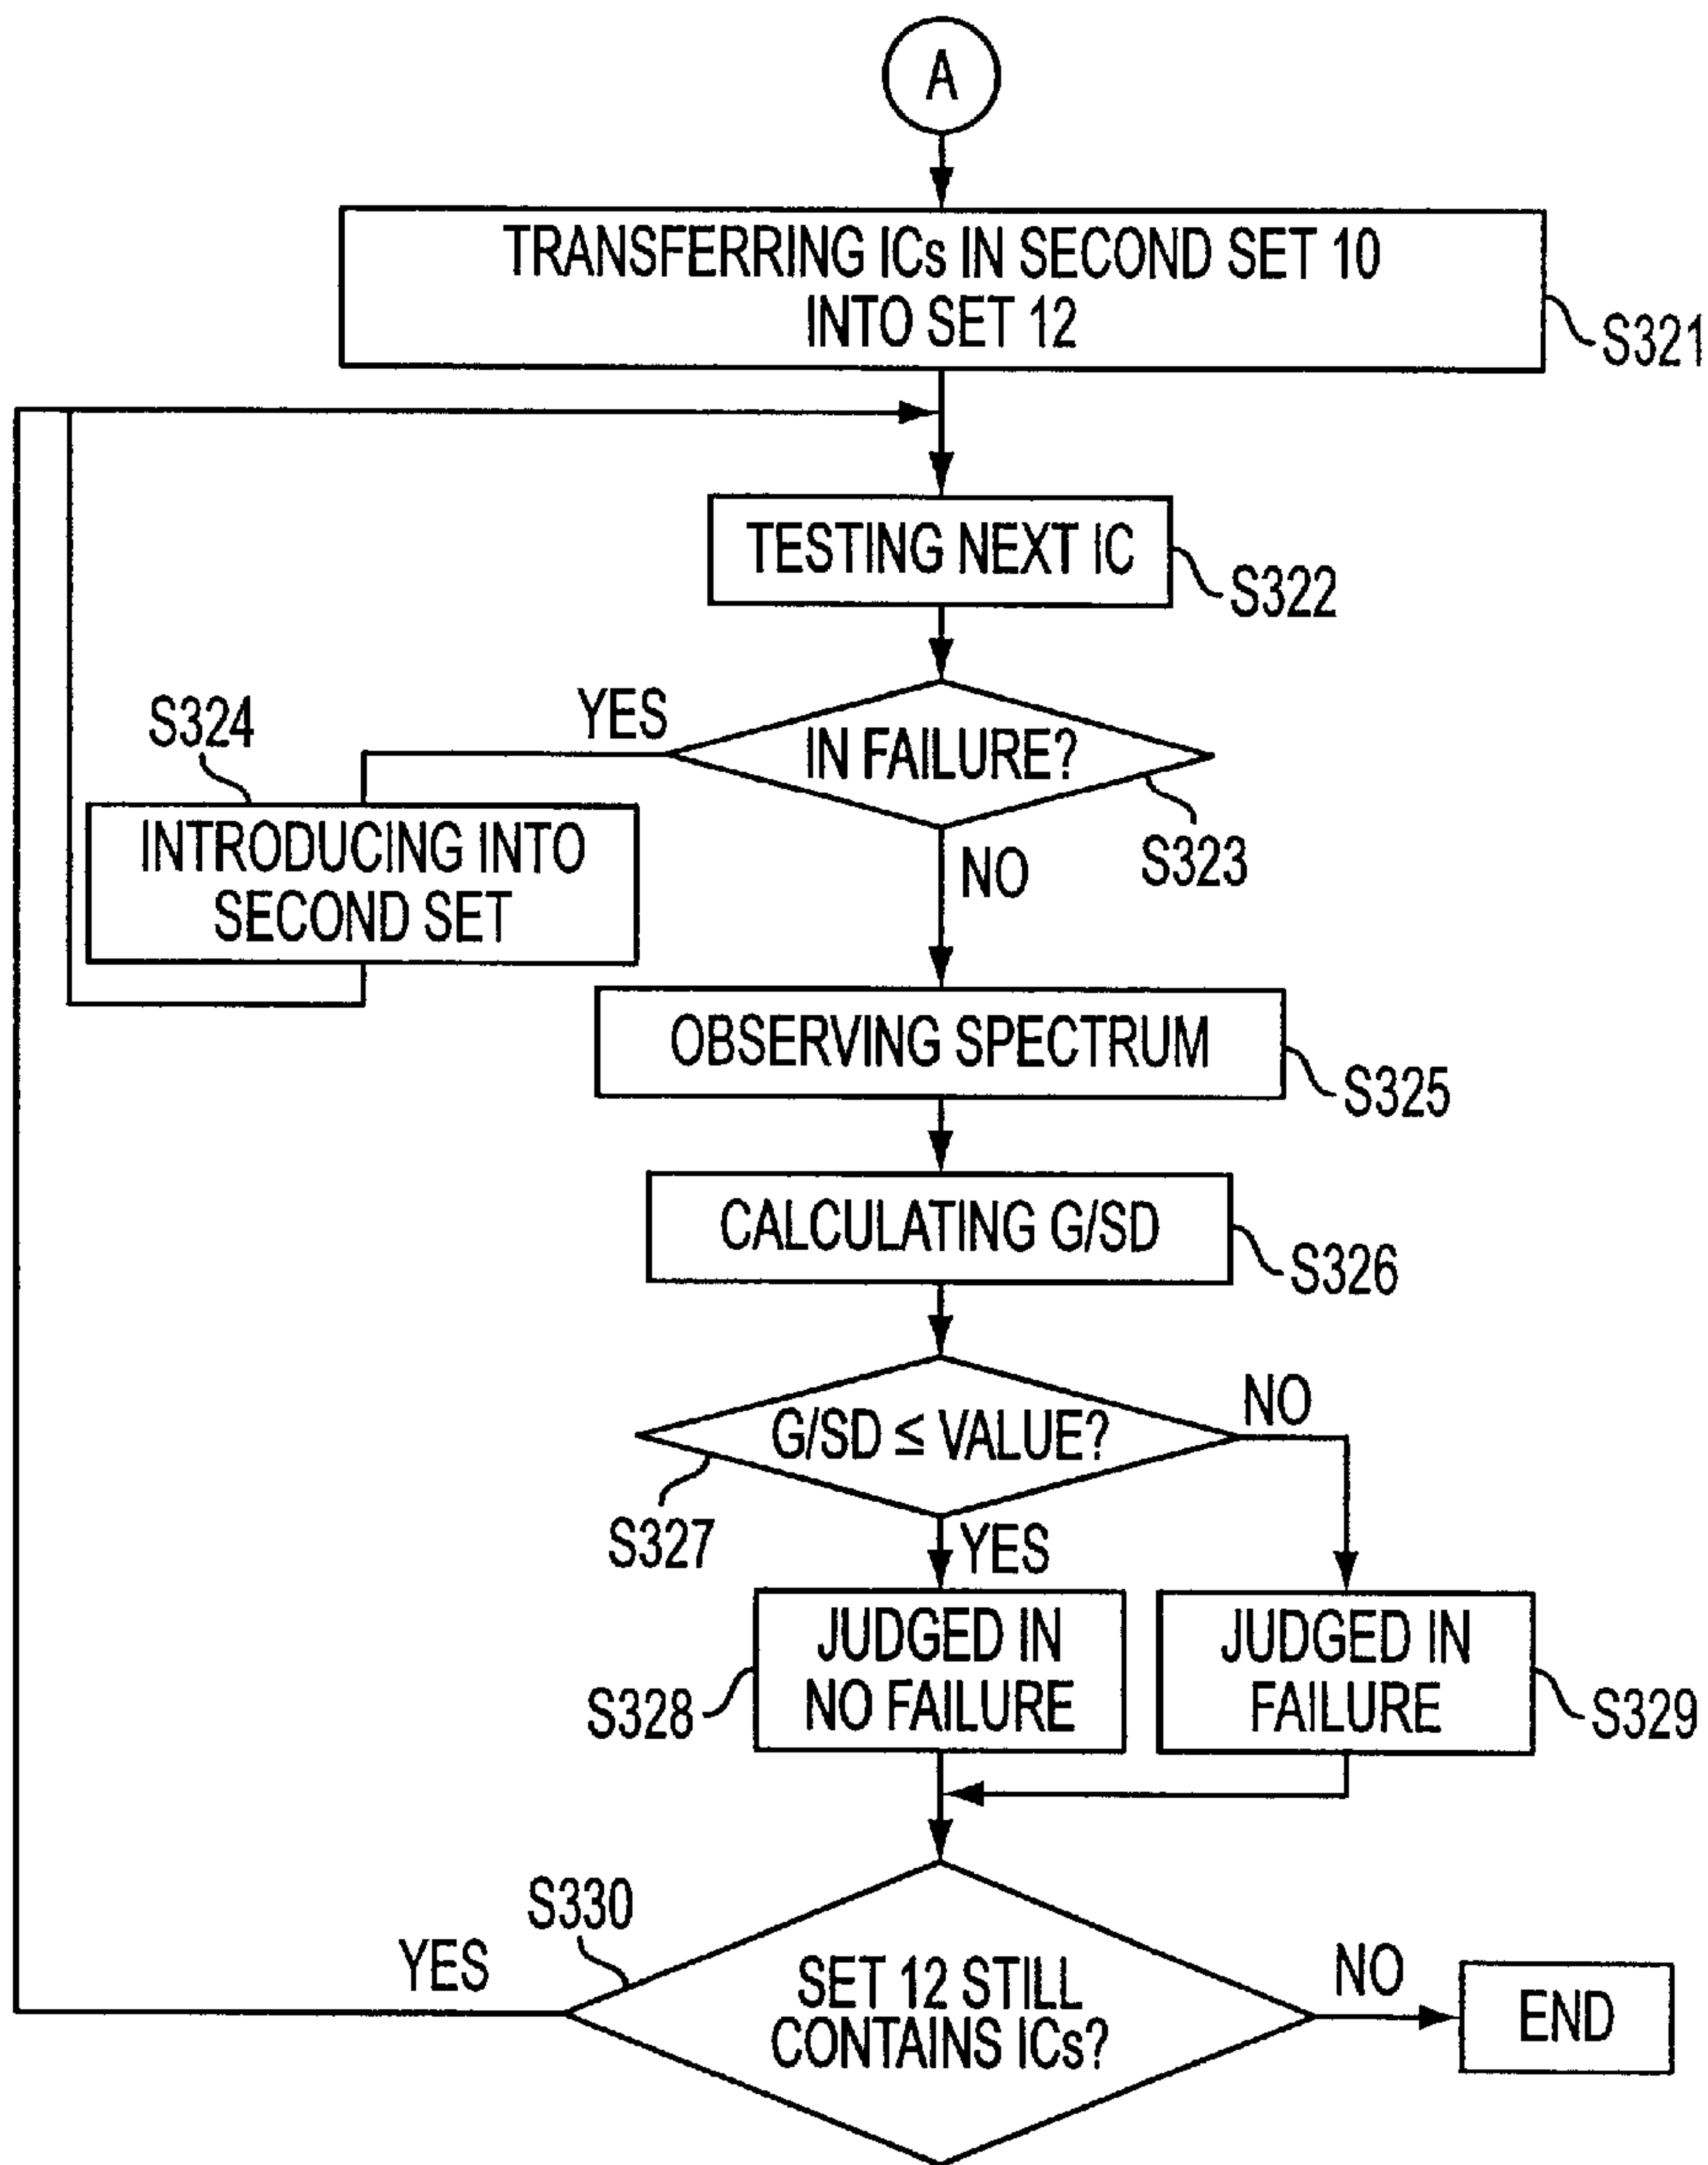 A
TRANSFERRING ICs IN SECOND SET 10
INTO SET 12
S321
TESTING NEXT IC
S322
YES
IN FAILURE?
S323
S324
INTRODUCING INTO
SECOND SET
NO
OBSERVING SPECTRUM
S325
CALCULATING G/SD
S326
G/SD ≤ VALUE?
NO
S327
YES
JUDGED IN
NO FAILURE
S328
JUDGED IN
FAILURE
S329
S330
YES
SET 12 STILL
CONTAINS ICs?
NO
END